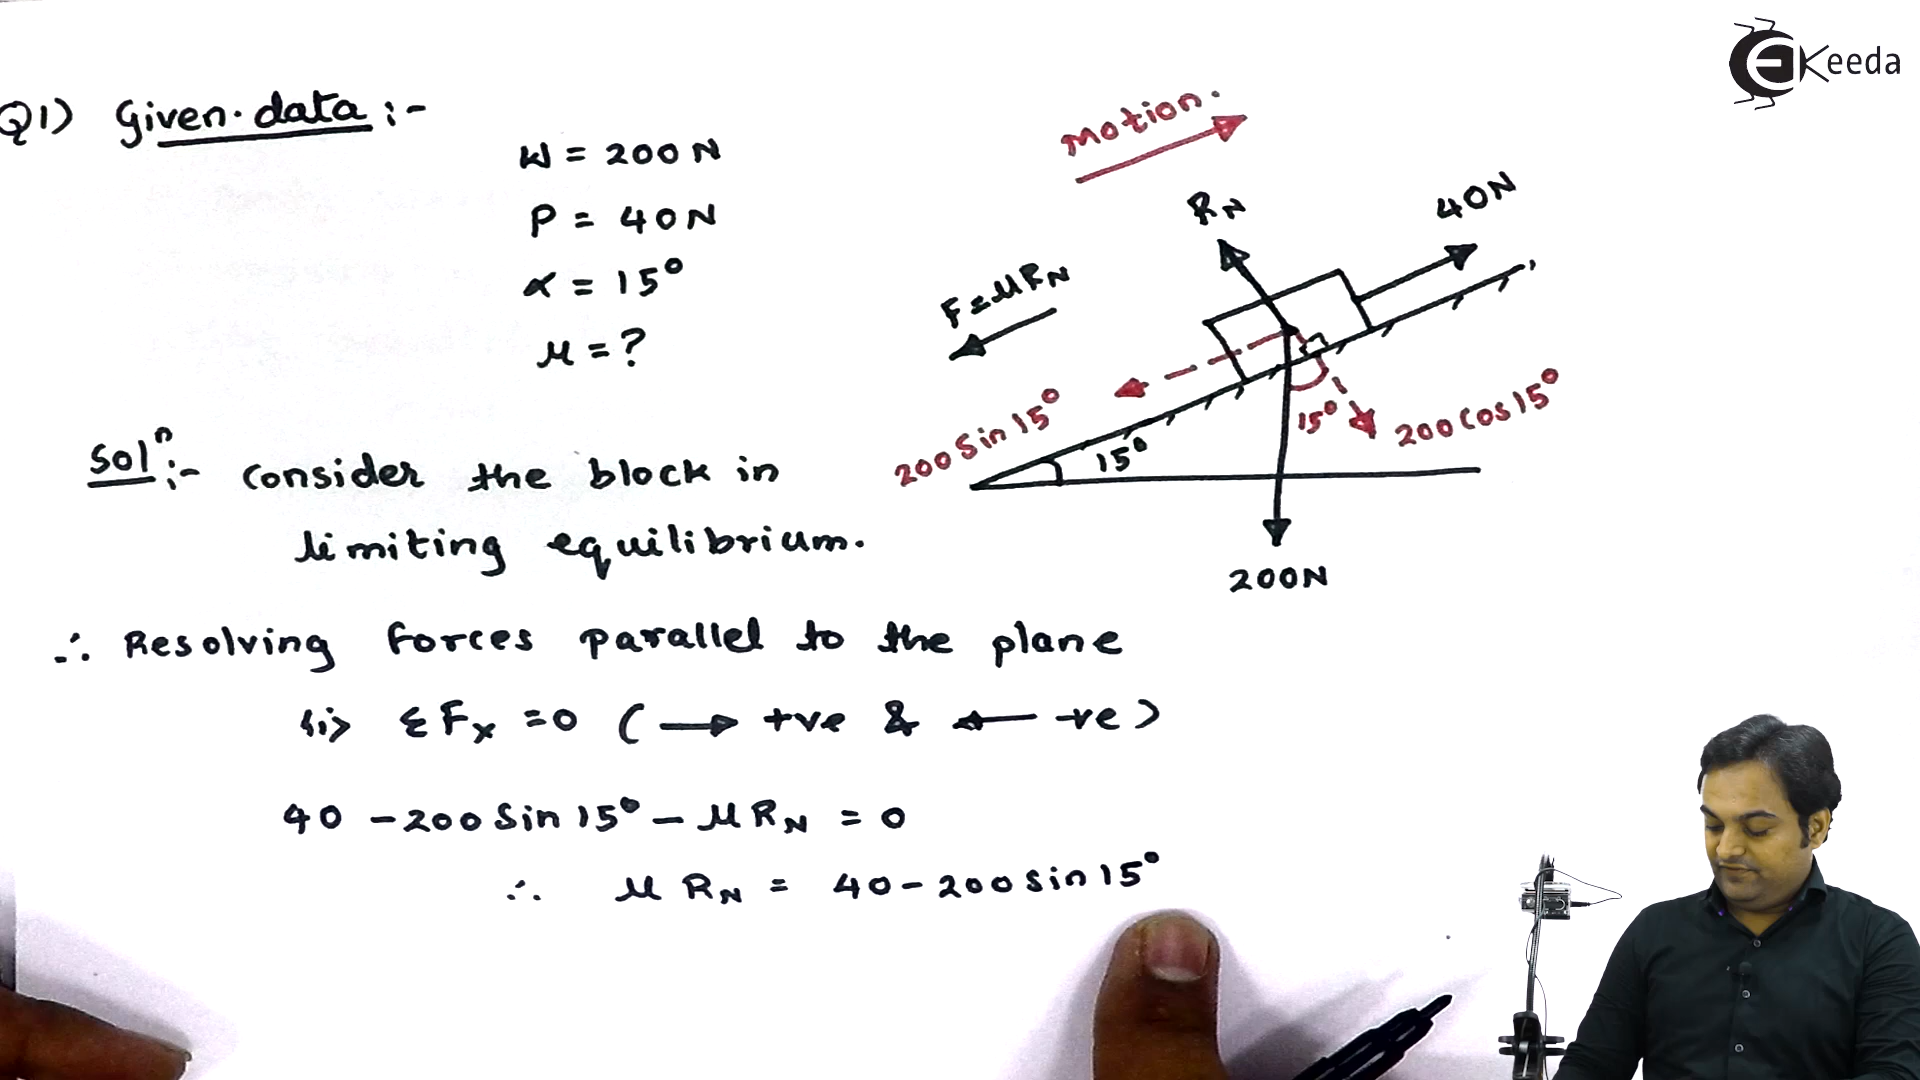 Ekeeda
Q1) Given data :-
W = 200 N
P = 40 N
α = 15°
μ = ?
Motion.
RN
40N
F = μRN
200 Sin 15°
15°
15°
200 Cos 15°
200N
Solⁿ :- Consider the block in
limiting equilibrium.
∴ Resolving forces parallel to the plane
(i) ΣFx = 0 (→ +ve & ← -ve)
40 - 200 Sin 15° - μ RN = 0
∴ μ RN = 40 - 200 sin 15°